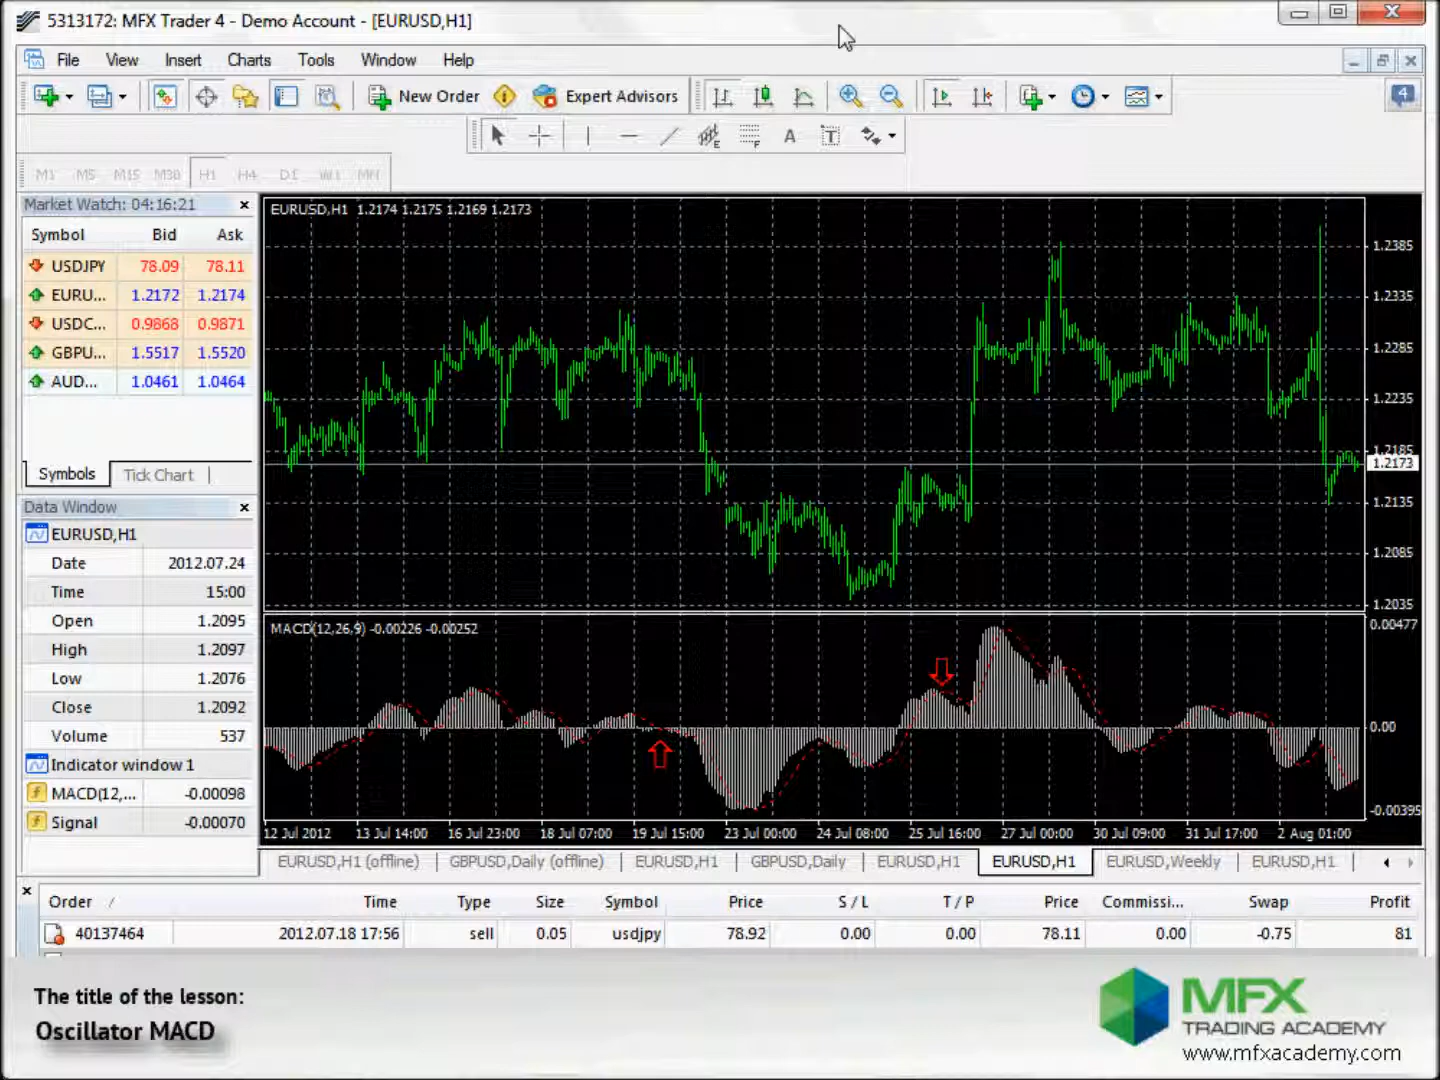 5313172: MFX Trader 4 - Demo Account - [EURUSD,H1]
File View Insert Charts Tools Window Help
New Order Expert Advisors 4
E F A T
M1 M5 M15 M30 H1 H4 D1 W1 MN
Market Watch: 04:16:21
Symbol Bid Ask
USDJPY 78.09 78.11
EURU... 1.2172 1.2174
USDC... 0.9868 0.9871
GBPU... 1.5517 1.5520
AUD... 1.0461 1.0464
Symbols Tick Chart
Data Window
EURUSD,H1
Date 2012.07.24
Time 15:00
Open 1.2095
High 1.2097
Low 1.2076
Close 1.2092
Volume 537
Indicator window 1
MACD(12,... -0.00098
Signal -0.00070
EURUSD,H1 1.2174 1.2175 1.2169 1.2173
1.2385
1.2335
1.2285
1.2235
1.2185
1.2173
1.2135
1.2085
1.2035
MACD(12,26,9) -0.00226 -0.00252
0.00477
0.00
-0.00395
12 Jul 2012 13 Jul 14:00 16 Jul 23:00 18 Jul 07:00 19 Jul 15:00 23 Jul 00:00 24 Jul 08:00 25 Jul 16:00 27 Jul 00:00 30 Jul 09:00 31 Jul 17:00 2 Aug 01:00
EURUSD,H1 (offline) GBPUSD,Daily (offline) EURUSD,H1 GBPUSD,Daily EURUSD,H1 EURUSD,H1 EURUSD,Weekly EURUSD,H1
Order / Time Type Size Symbol Price S / L T / P Price Commissi... Swap Profit
40137464 2012.07.18 17:56 sell 0.05 usdjpy 78.92 0.00 0.00 78.11 0.00 -0.75 81
The title of the lesson:
Oscillator MACD
MFX
TRADING ACADEMY
www.mfxacademy.com